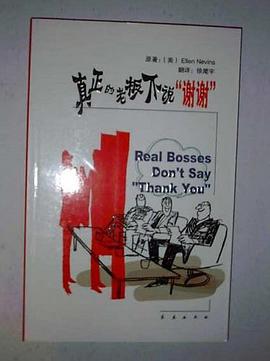 原著：（美） Ellen Nevins
翻译：徐建宇
真正的老板不说“谢谢”
Real Bosses
Don't Say
"Thank You"